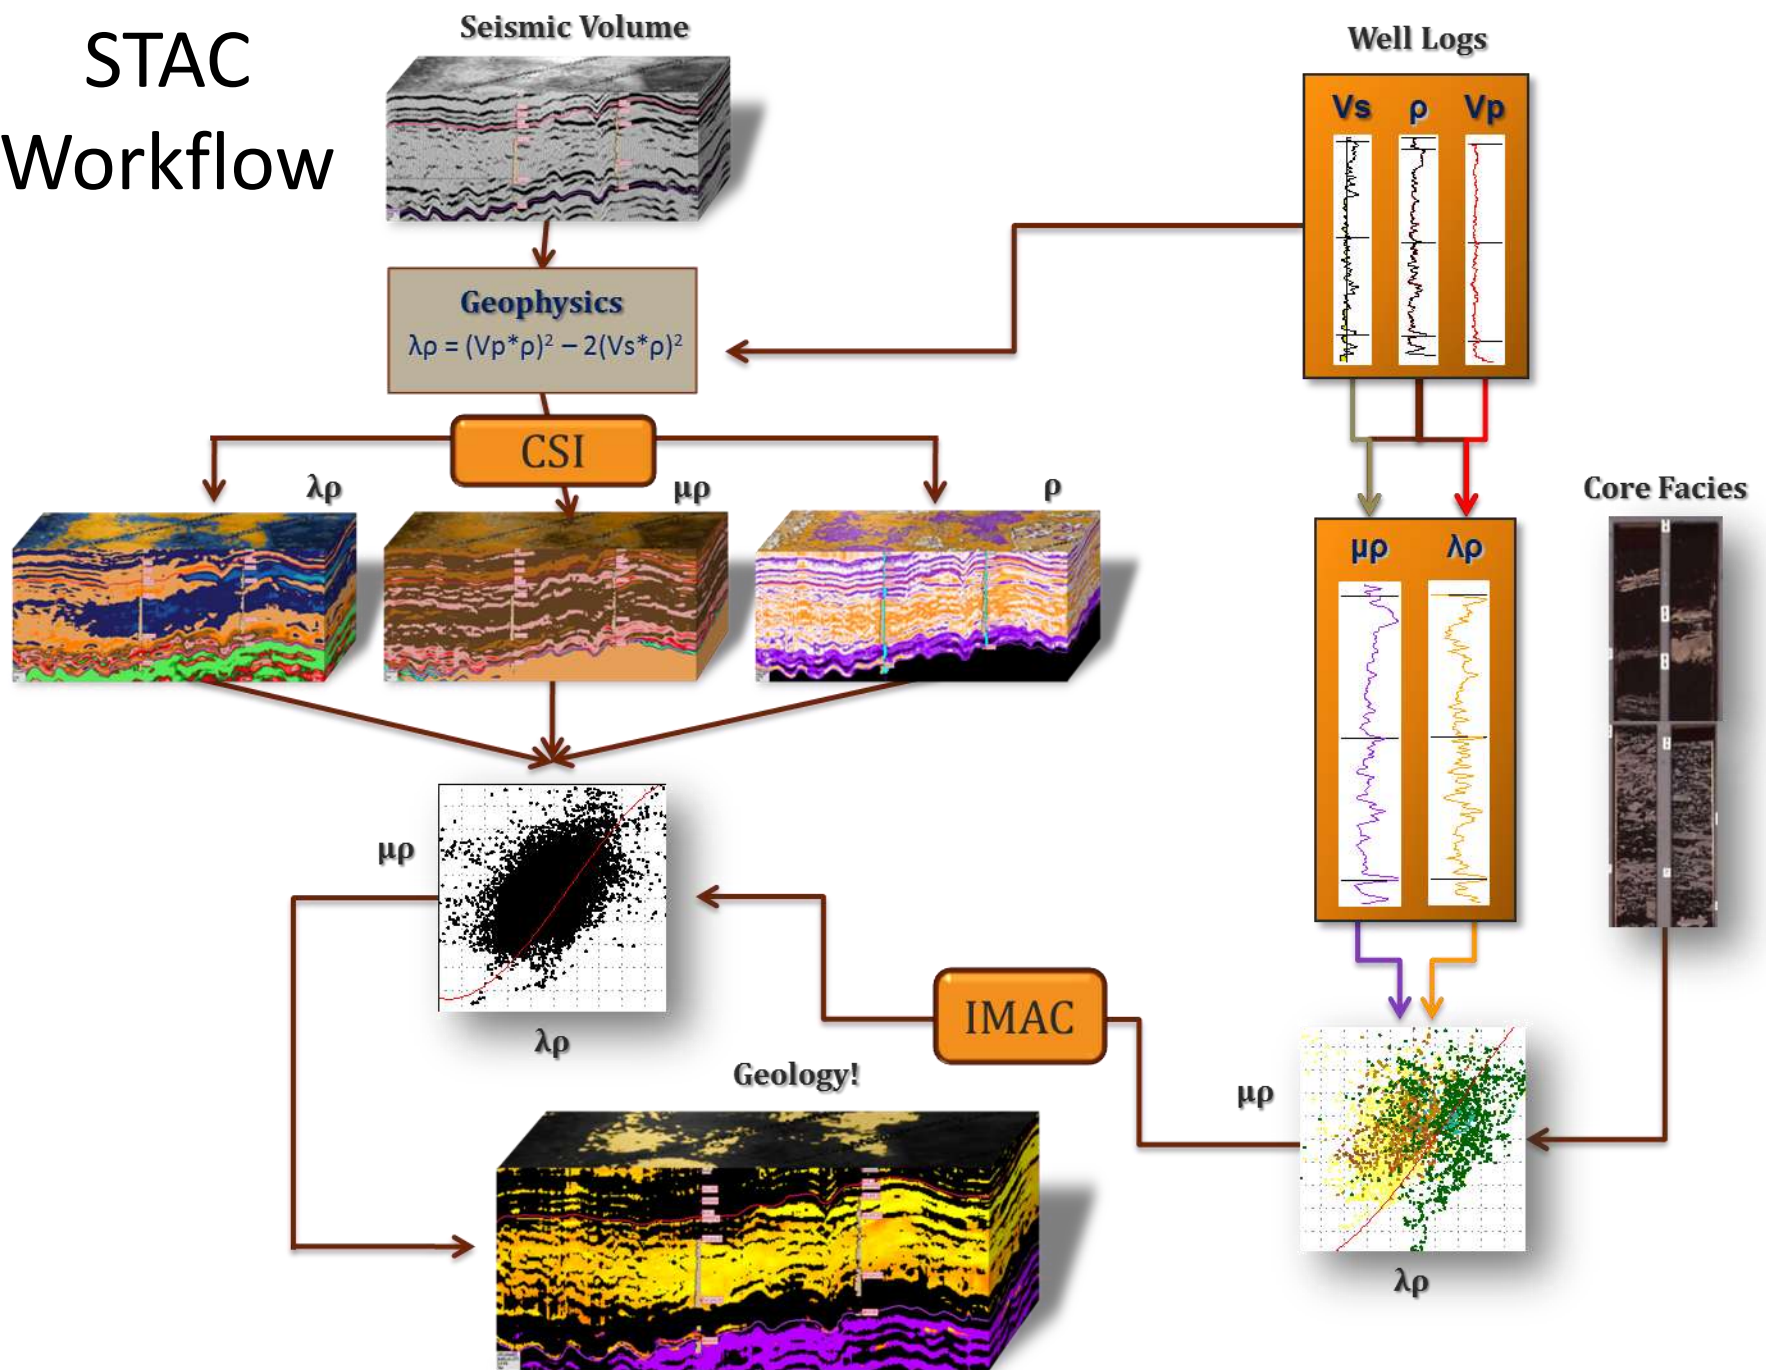 STAC
Workflow
Seismic Volume
Well Logs
Vs ρ Vp
Geophysics
λρ = (Vp*ρ)² – 2(Vs*ρ)²
CSI
λρ
μρ
ρ
Core Facies
μρ λρ
μρ
λρ
IMAC
Geology!
μρ
λρ